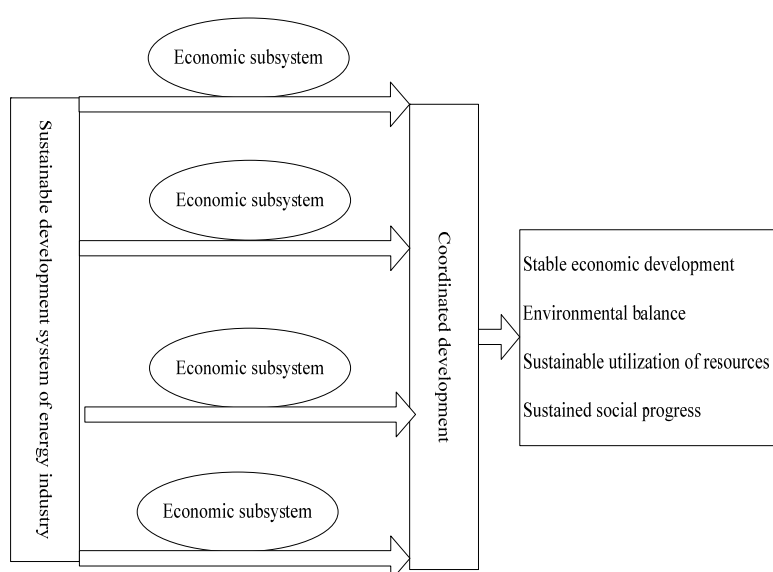 Sustainable development system of energy industry
Economic subsystem
Economic subsystem
Economic subsystem
Economic subsystem
Coordinated development
Stable economic development
Environmental balance
Sustainable utilization of resources
Sustained social progress